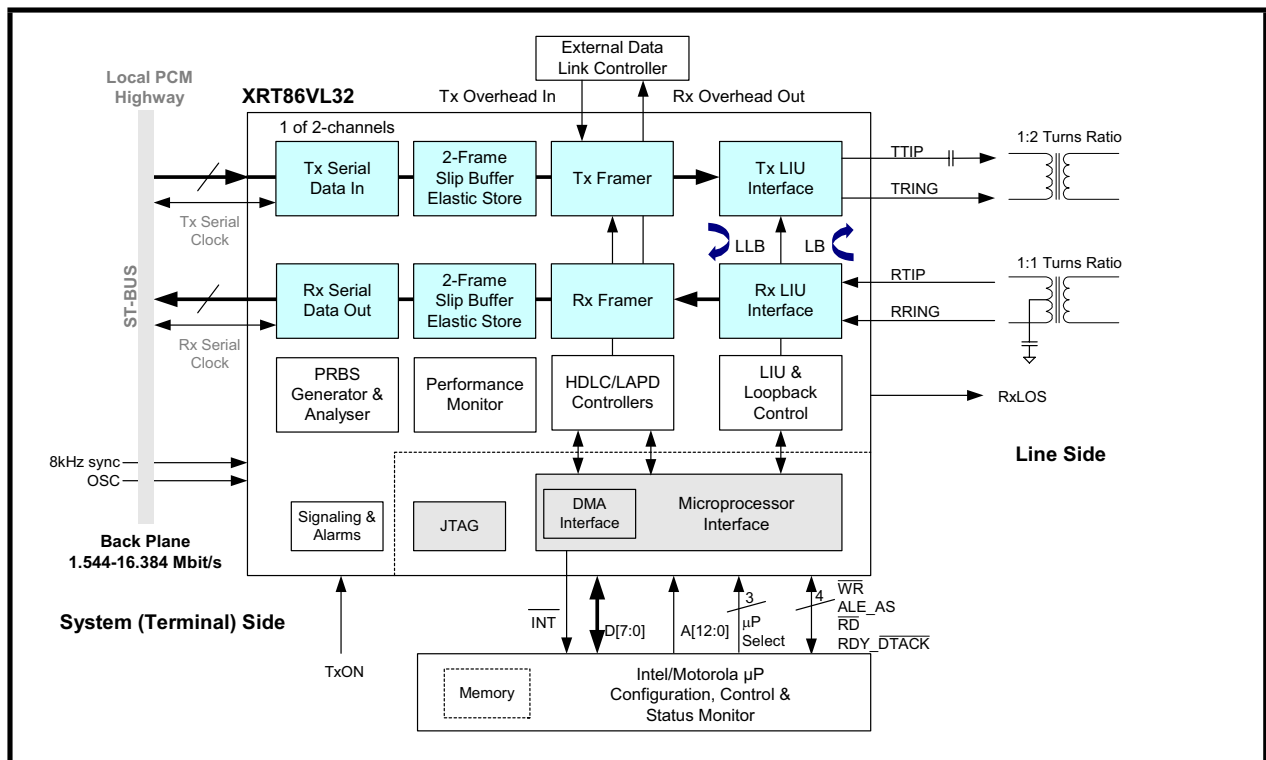 External Data
Link Controller
Local PCM
Highway
XRT86VL32
Tx Overhead In
Rx Overhead Out
1 of 2-channels
Tx Serial
Data In
2-Frame
Slip Buffer
Elastic Store
Tx Framer
Tx LIU
Interface
TTIP
TRING
1:2 Turns Ratio
Tx Serial
Clock
LLB
LB
ST-BUS
Rx Serial
Data Out
2-Frame
Slip Buffer
Elastic Store
Rx Framer
Rx LIU
Interface
RTIP
RRING
1:1 Turns Ratio
Rx Serial
Clock
PRBS
Generator &
Analyser
Performance
Monitor
HDLC/LAPD
Controllers
LIU &
Loopback
Control
RxLOS
Line Side
8kHz sync
OSC
Signaling &
Alarms
JTAG
DMA
Interface
Microprocessor
Interface
Back Plane
1.544-16.384 Mbit/s
System (Terminal) Side
TxON
INT
D[7:0]
A[12:0]
3
μP
Select
4
WR
ALE_AS
RD
RDY_DTACK
Memory
Intel/Motorola µP
Configuration, Control &
Status Monitor